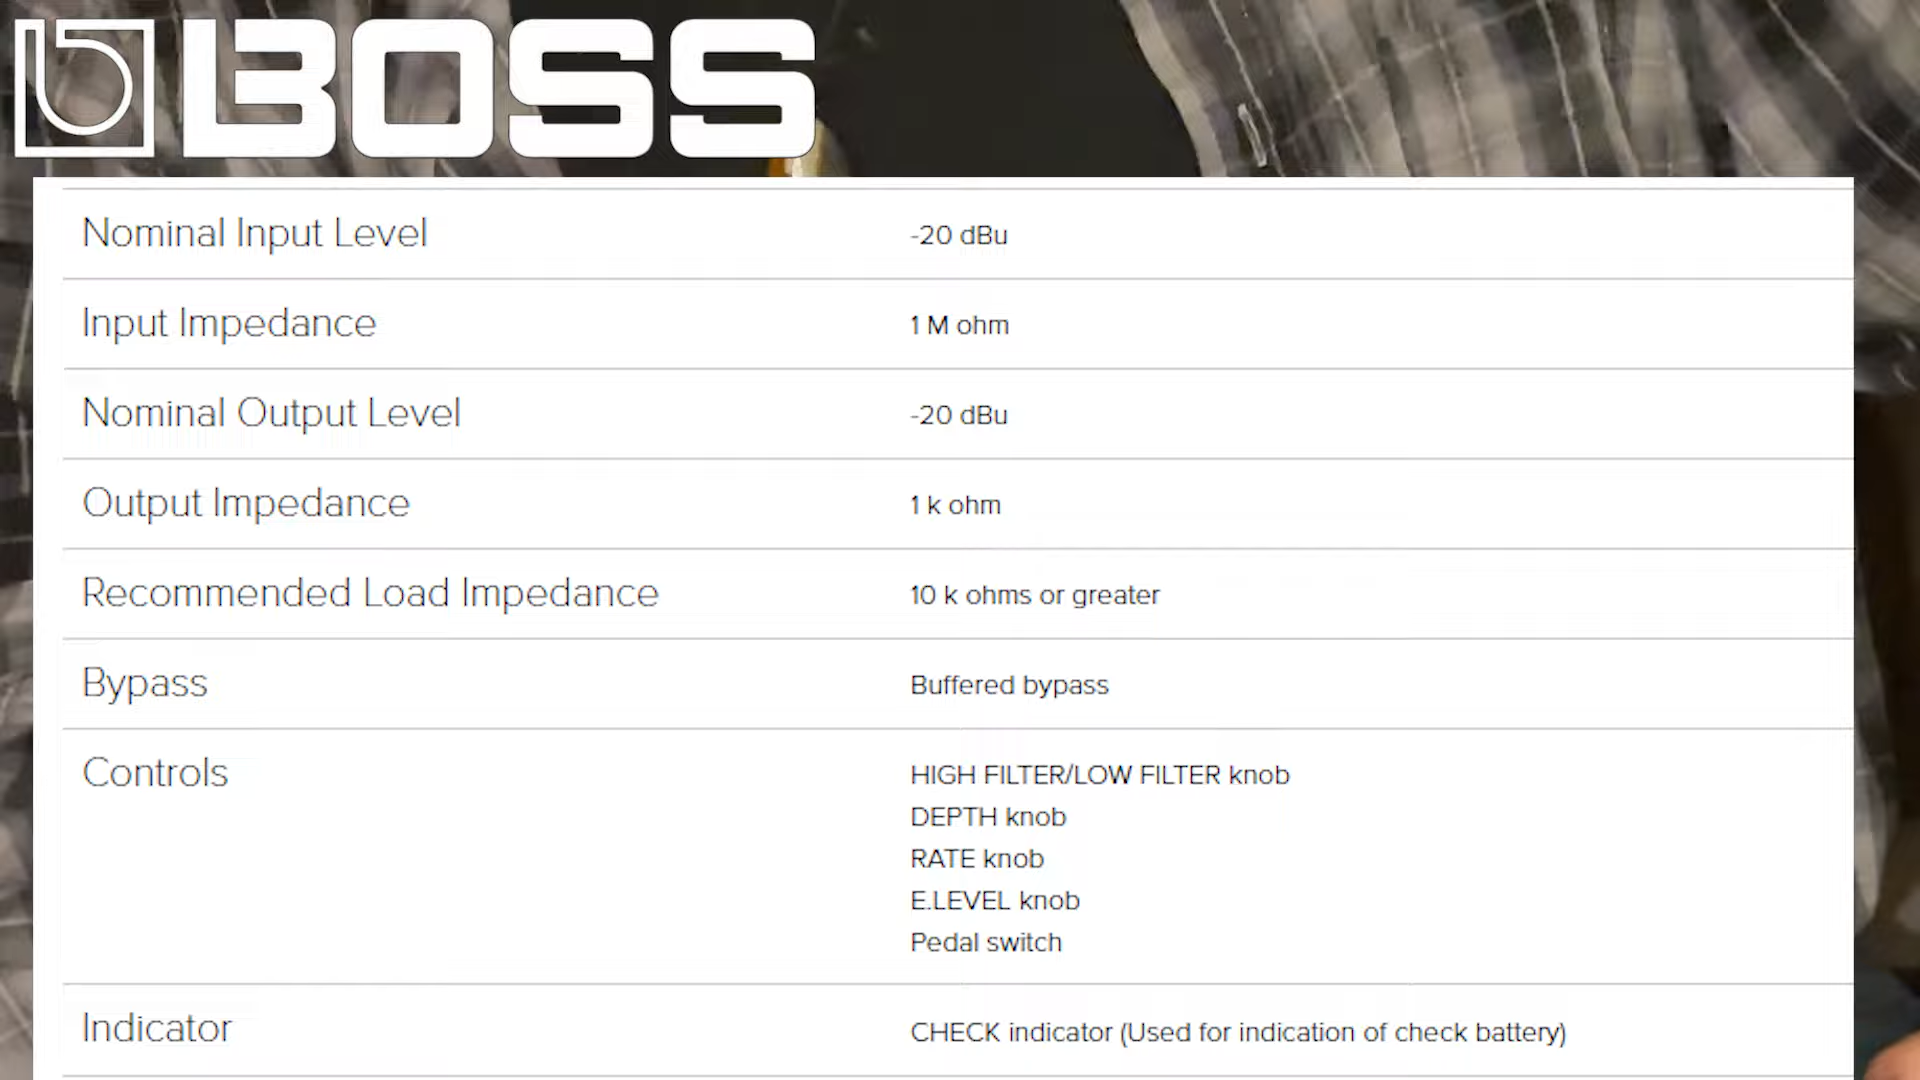 BOSS
Nominal Input Level -20 dBu
Input Impedance 1 M ohm
Nominal Output Level -20 dBu
Output Impedance 1 k ohm
Recommended Load Impedance 10 k ohms or greater
Bypass Buffered bypass
Controls HIGH FILTER/LOW FILTER knob
DEPTH knob
RATE knob
E.LEVEL knob
Pedal switch
Indicator CHECK indicator (Used for indication of check battery)